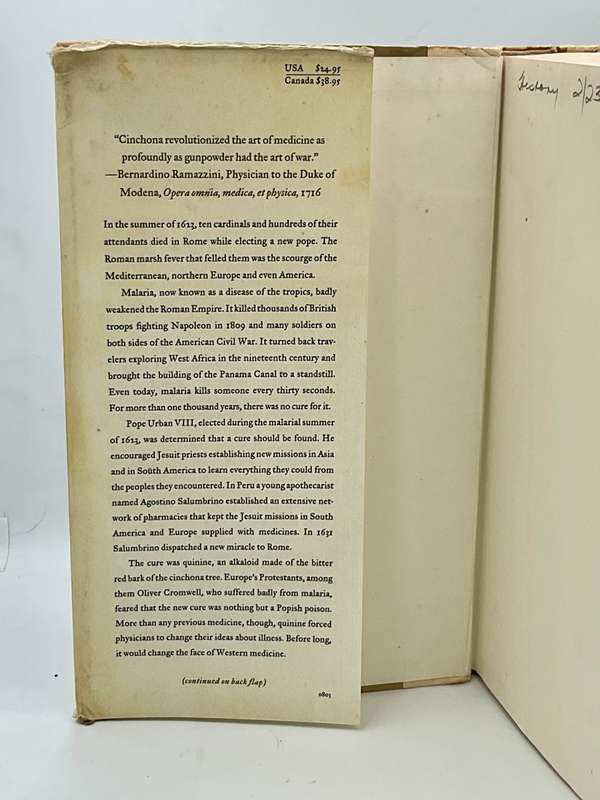 USA $24.95
Canada $38.95
“Cinchona revolutionized the art of medicine as
profoundly as gunpowder had the art of war.”
—Bernardino Ramazzini, Physician to the Duke of
Modena, Opera omnia, medica, et physica, 1716
In the summer of 1623, ten cardinals and hundreds of their
attendants died in Rome while electing a new pope. The
Roman marsh fever that felled them was the scourge of the
Mediterranean, northern Europe and even America.
Malaria, now known as a disease of the tropics, badly
weakened the Roman Empire. It killed thousands of British
troops fighting Napoleon in 1809 and many soldiers on
both sides of the American Civil War. It turned back trav-
elers exploring West Africa in the nineteenth century and
brought the building of the Panama Canal to a standstill.
Even today, malaria kills someone every thirty seconds.
For more than one thousand years, there was no cure for it.
Pope Urban VIII, elected during the malarial summer
of 1623, was determined that a cure should be found. He
encouraged Jesuit priests establishing new missions in Asia
and in South America to learn everything they could from
the peoples they encountered. In Peru a young apothecarist
named Agostino Salumbrino established an extensive net-
work of pharmacies that kept the Jesuit missions in South
America and Europe supplied with medicines. In 1631
Salumbrino dispatched a new miracle to Rome.
The cure was quinine, an alkaloid made of the bitter
red bark of the cinchona tree. Europe’s Protestants, among
them Oliver Cromwell, who suffered badly from malaria,
feared that the new cure was nothing but a Popish poison.
More than any previous medicine, though, quinine forced
physicians to change their ideas about illness. Before long,
it would change the face of Western medicine.
(continued on back flap)
0803
2/23